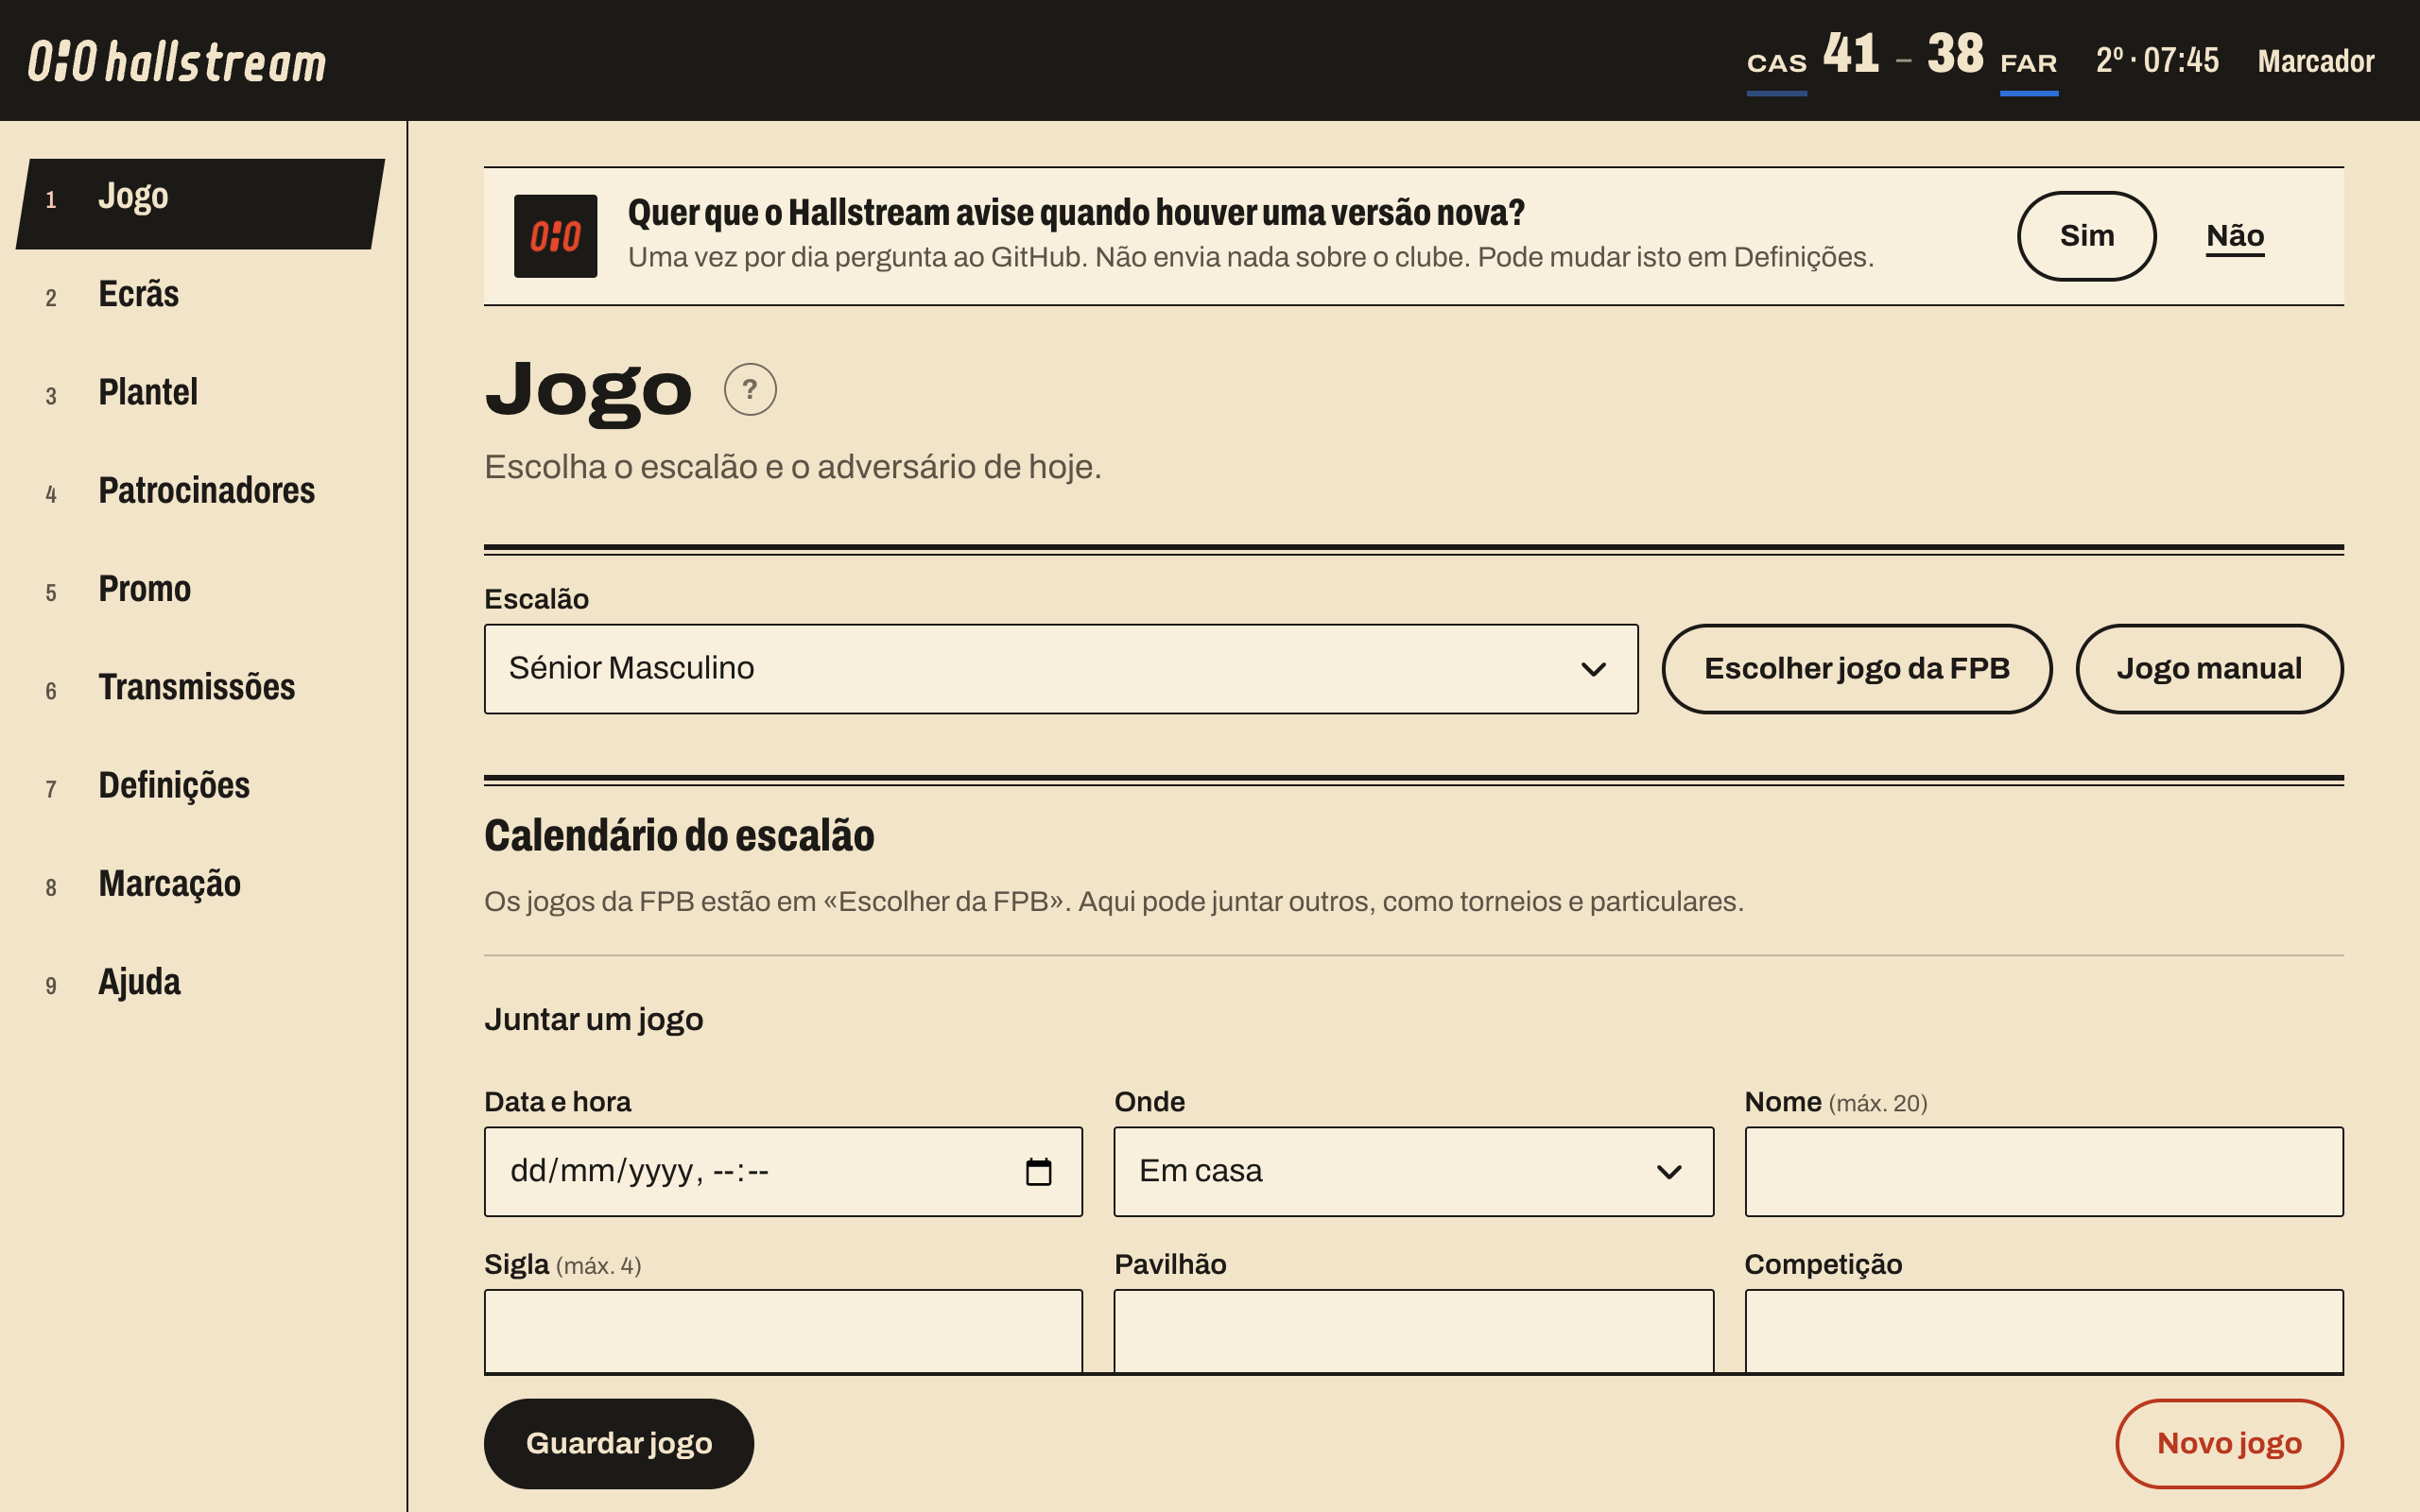 0:0 hallstream
CAS 41 – 38 FAR 2º · 07:45 Marcador
1 Jogo
2 Ecrãs
3 Plantel
4 Patrocinadores
5 Promo
6 Transmissões
7 Definições
8 Marcação
9 Ajuda
0:0
Quer que o Hallstream avise quando houver uma versão nova?
Uma vez por dia pergunta ao GitHub. Não envia nada sobre o clube. Pode mudar isto em Definições.
Sim Não
Jogo ?
Escolha o escalão e o adversário de hoje.
Escalão
Sénior Masculino Escolher jogo da FPB Jogo manual
Calendário do escalão
Os jogos da FPB estão em «Escolher da FPB». Aqui pode juntar outros, como torneios e particulares.
Juntar um jogo
Data e hora Onde Nome (máx. 20)
dd/mm/yyyy, --:-- Em casa
Sigla (máx. 4) Pavilhão Competição
Guardar jogo Novo jogo